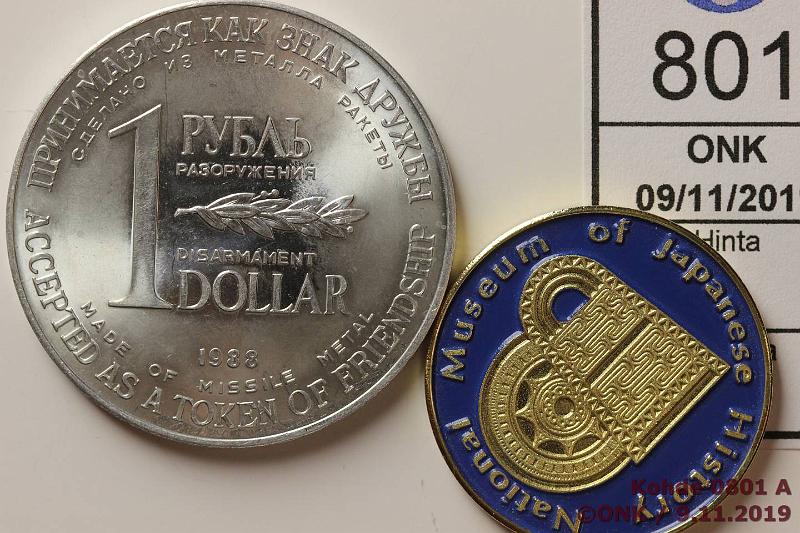 ПРИНИМАЕТСЯ КАК ЗНАК ДРУЖБЫ
СДЕЛАНО ИЗ МЕТАЛЛА РАКЕТЫ
1 РУБЛЬ
РАЗОРУЖЕНИЯ
DISARMAMENT
DOLLAR
1988
MADE OF MISSILE METAL
ACCEPTED AS A TOKEN OF FRIENDSHIP
801
ONK
09/11/201
Hinta
National Museum of Japanese History
Kohde 0801 A
©ONK / 9.11.2019